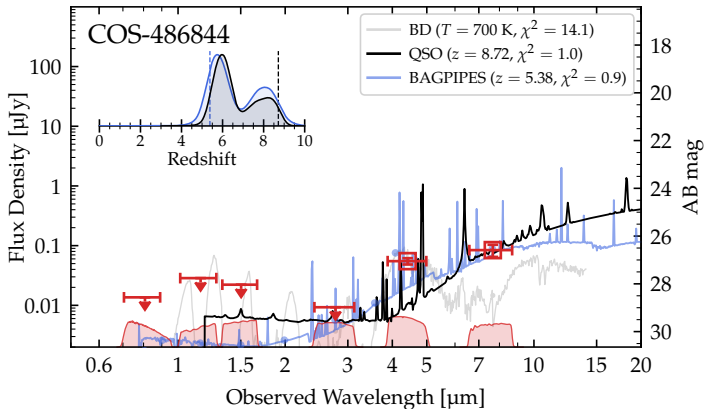 COS-486844
BD (T = 700 K, χ² = 14.1)
QSO (z = 8.72, χ² = 1.0)
BAGPIPES (z = 5.38, χ² = 0.9)
100
10
1
0.1
0.01
Flux Density [µJy]
18
20
22
24
26
28
30
AB mag
0 2 4 6 8 10
Redshift
0.6 1 2 3 4 5 7 10 15 20
Observed Wavelength [µm]